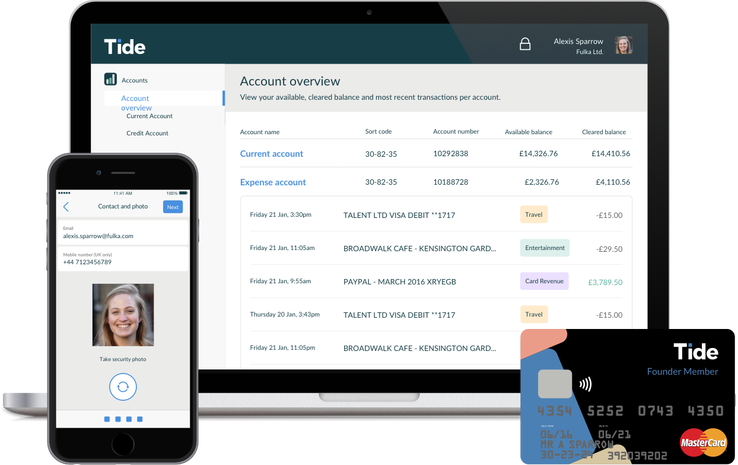 Tide
Alexis Sparrow
Fulka Ltd.
Accounts
Account
overview
Current Account
Credit Account
Account overview
View your available, cleared balance and most recent transactions per account.
Account name Sort code Account number Available balance Cleared balance
Current account 30-82-35 10292838 £14,326.76 £14,410.56
Expense account 30-82-35 10188728 £2,326.76 £4,110.56
Friday 21 Jan, 3:30pm TALENT LTD VISA DEBIT **1717 Travel -£15.00
Friday 21 Jan, 11:05am BROADWALK CAFE - KENSINGTON GARD... Entertainment -£29.50
Friday 21 Jan, 9:55am PAYPAL - MARCH 2016 XRYEGB Card Revenue £3,789.50
Thursday 20 Jan, 3:43pm TALENT LTD VISA DEBIT **1717 Travel -£15.00
Friday 21 Jan, 11:05pm BROADWALK CAFE - KENSINGTON GARD...
11:41 AM 100%
Contact and photo Next
Email
alexis.sparrow@fulka.com
Mobile number (UK only)
+44 7123456789
Take security photo
Tide
Founder Member
4354 5252 0743 4350
06/16 06/21
MR A SPARROW
30-23-24 392039202
MasterCard